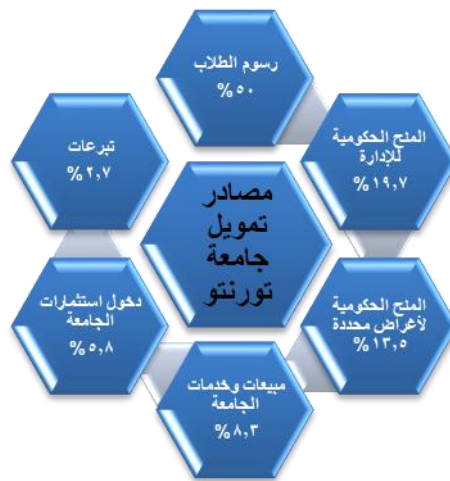 رسوم الطلاب
٥٠ %
المنح الحكومية
للإدارة
١٩,٧ %
المنح الحكومية
لأغراض محددة
١٣,٥ %
مبيعات وخدمات
الجامعة
٨,٣ %
دخول استثمارات
الجامعة
٥,٨ %
تبرعات
٢,٧ %
مصادر
تمويل
جامعة
تورنتو